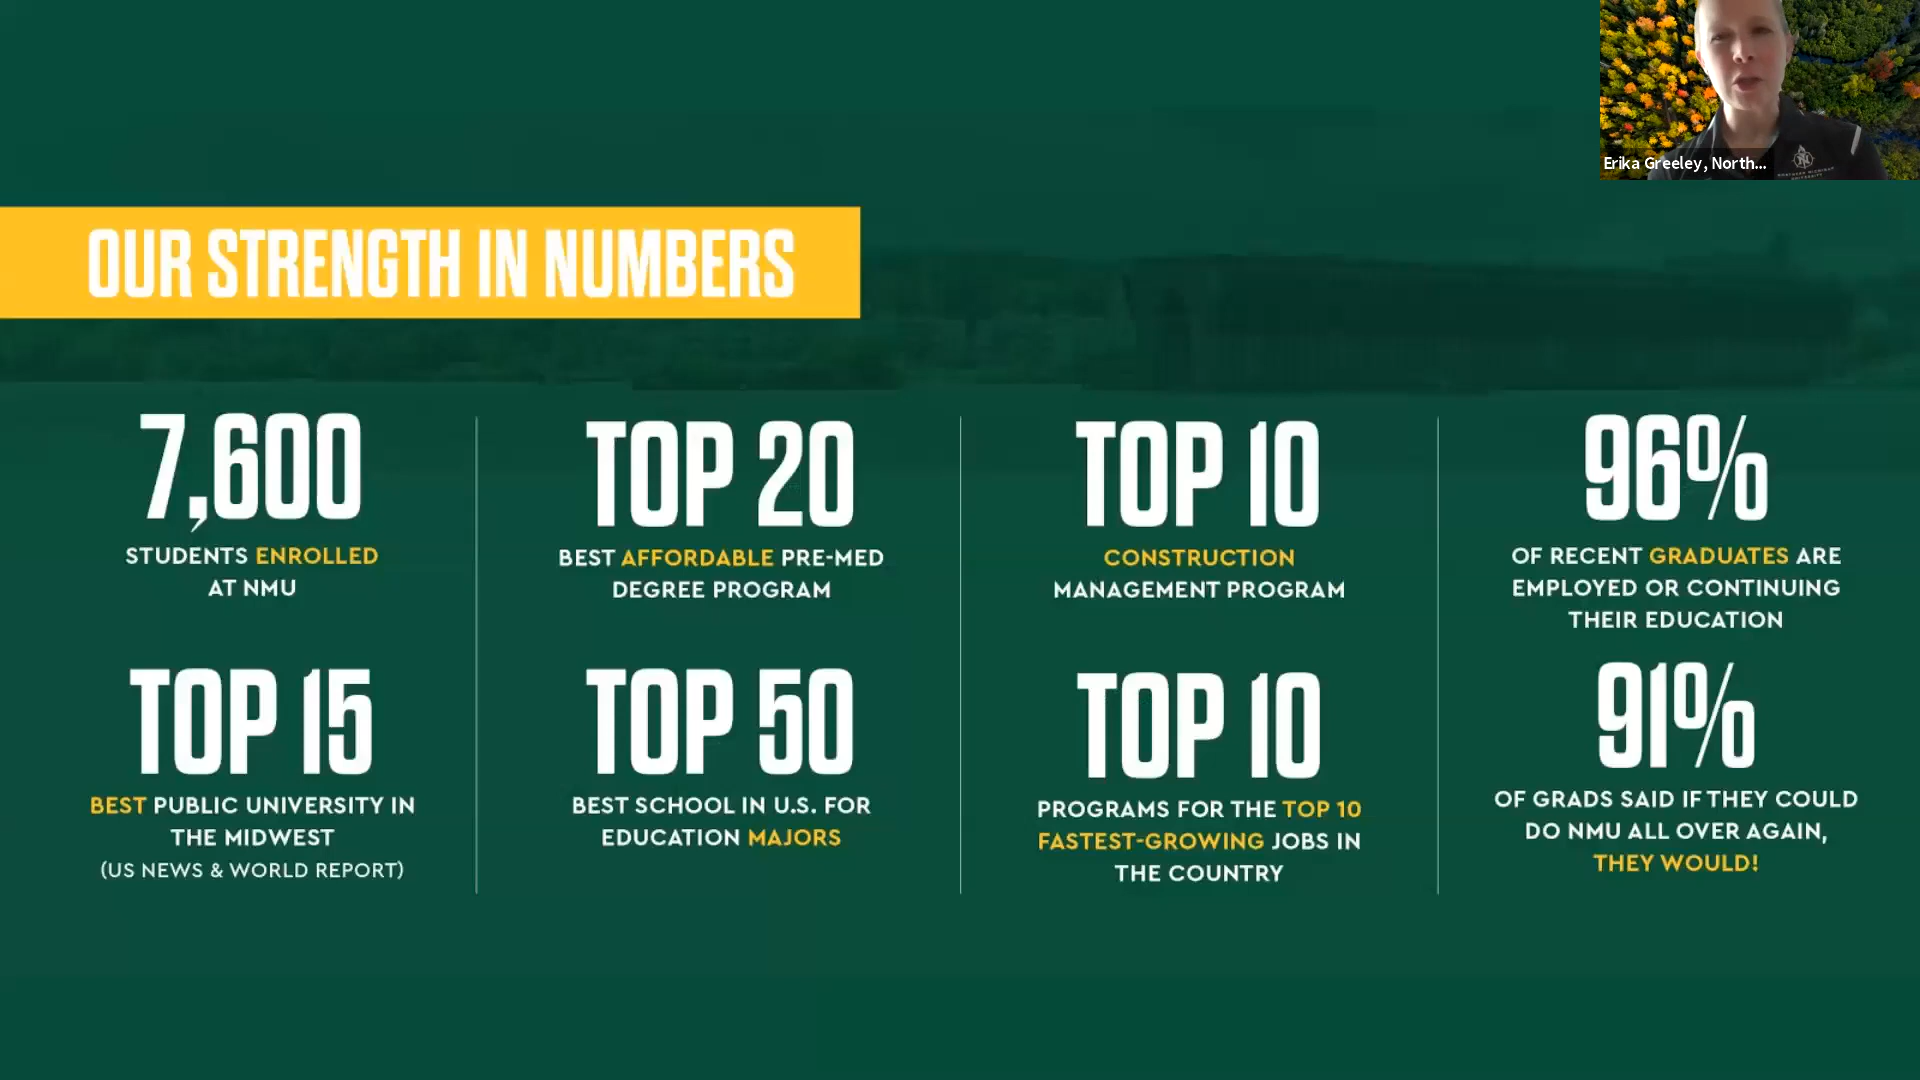 Erika Greeley, North...
OUR STRENGTH IN NUMBERS
7,600
STUDENTS ENROLLED
AT NMU
TOP 15
BEST PUBLIC UNIVERSITY IN
THE MIDWEST
(US NEWS & WORLD REPORT)
TOP 20
BEST AFFORDABLE PRE-MED
DEGREE PROGRAM
TOP 50
BEST SCHOOL IN U.S. FOR
EDUCATION MAJORS
TOP 10
CONSTRUCTION
MANAGEMENT PROGRAM
TOP 10
PROGRAMS FOR THE TOP 10
FASTEST-GROWING JOBS IN
THE COUNTRY
96%
OF RECENT GRADUATES ARE
EMPLOYED OR CONTINUING
THEIR EDUCATION
91%
OF GRADS SAID IF THEY COULD
DO NMU ALL OVER AGAIN,
THEY WOULD!